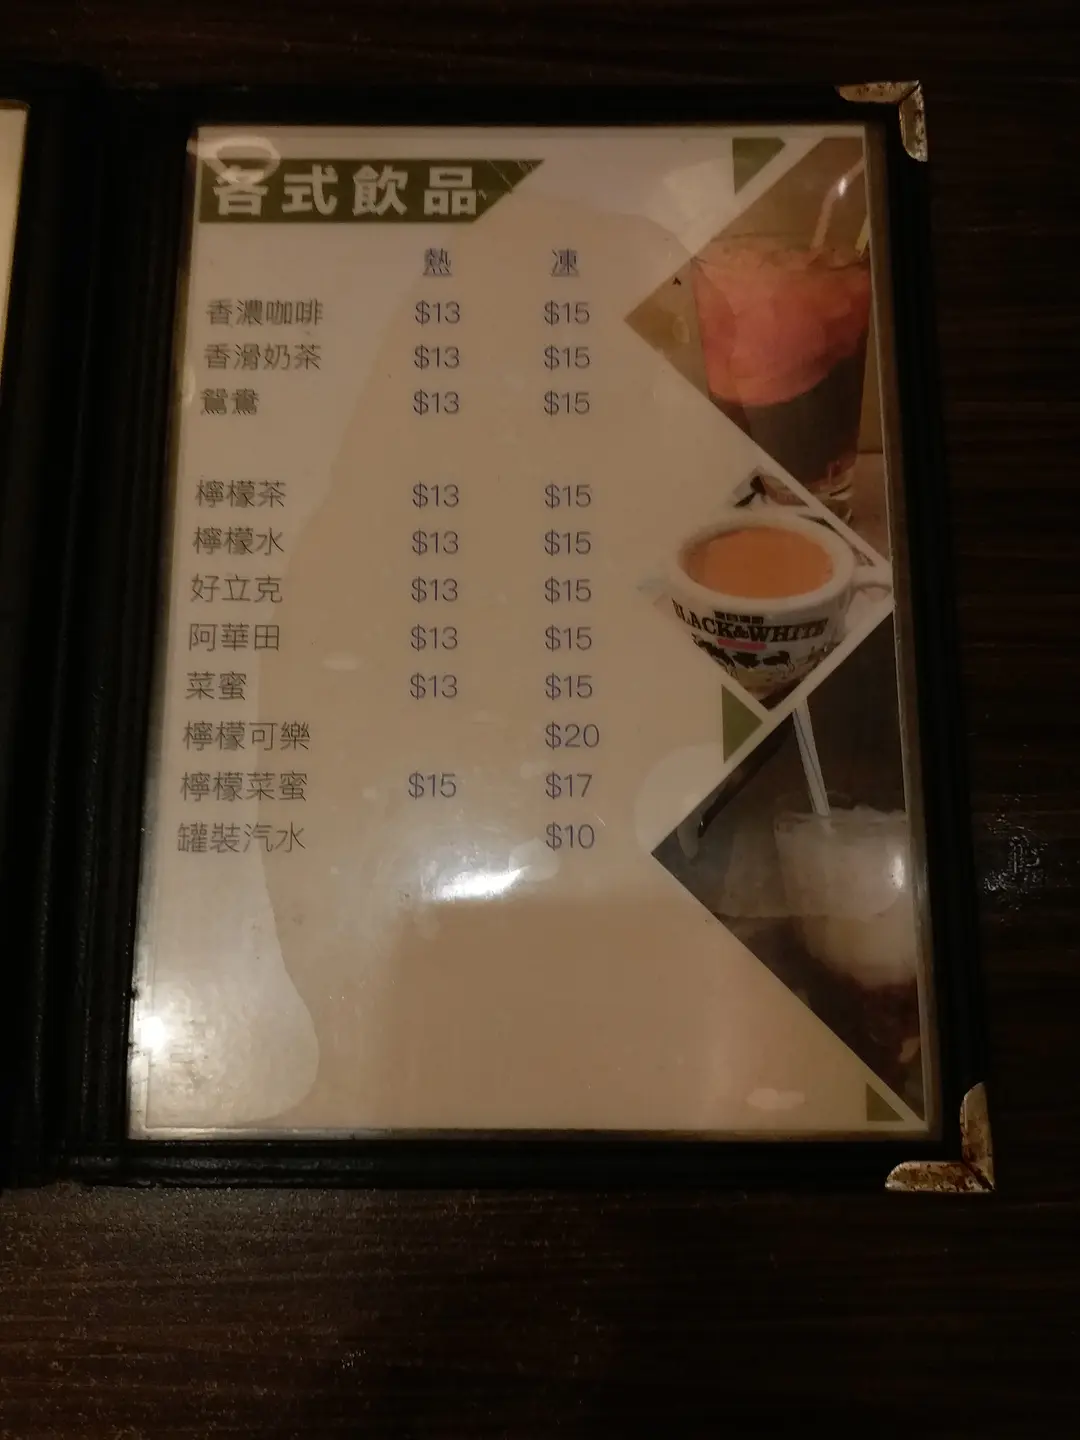 各式飲品
熱 凍
香濃咖啡 $13 $15
香滑奶茶 $13 $15
鴛鴦 $13 $15
檸檬茶 $13 $15
檸檬水 $13 $15
好立克 $13 $15
阿華田 $13 $15
菜蜜 $13 $15
檸檬可樂 $20
檸檬菜蜜 $15 $17
罐裝汽水 $10
BLACK&WHITE